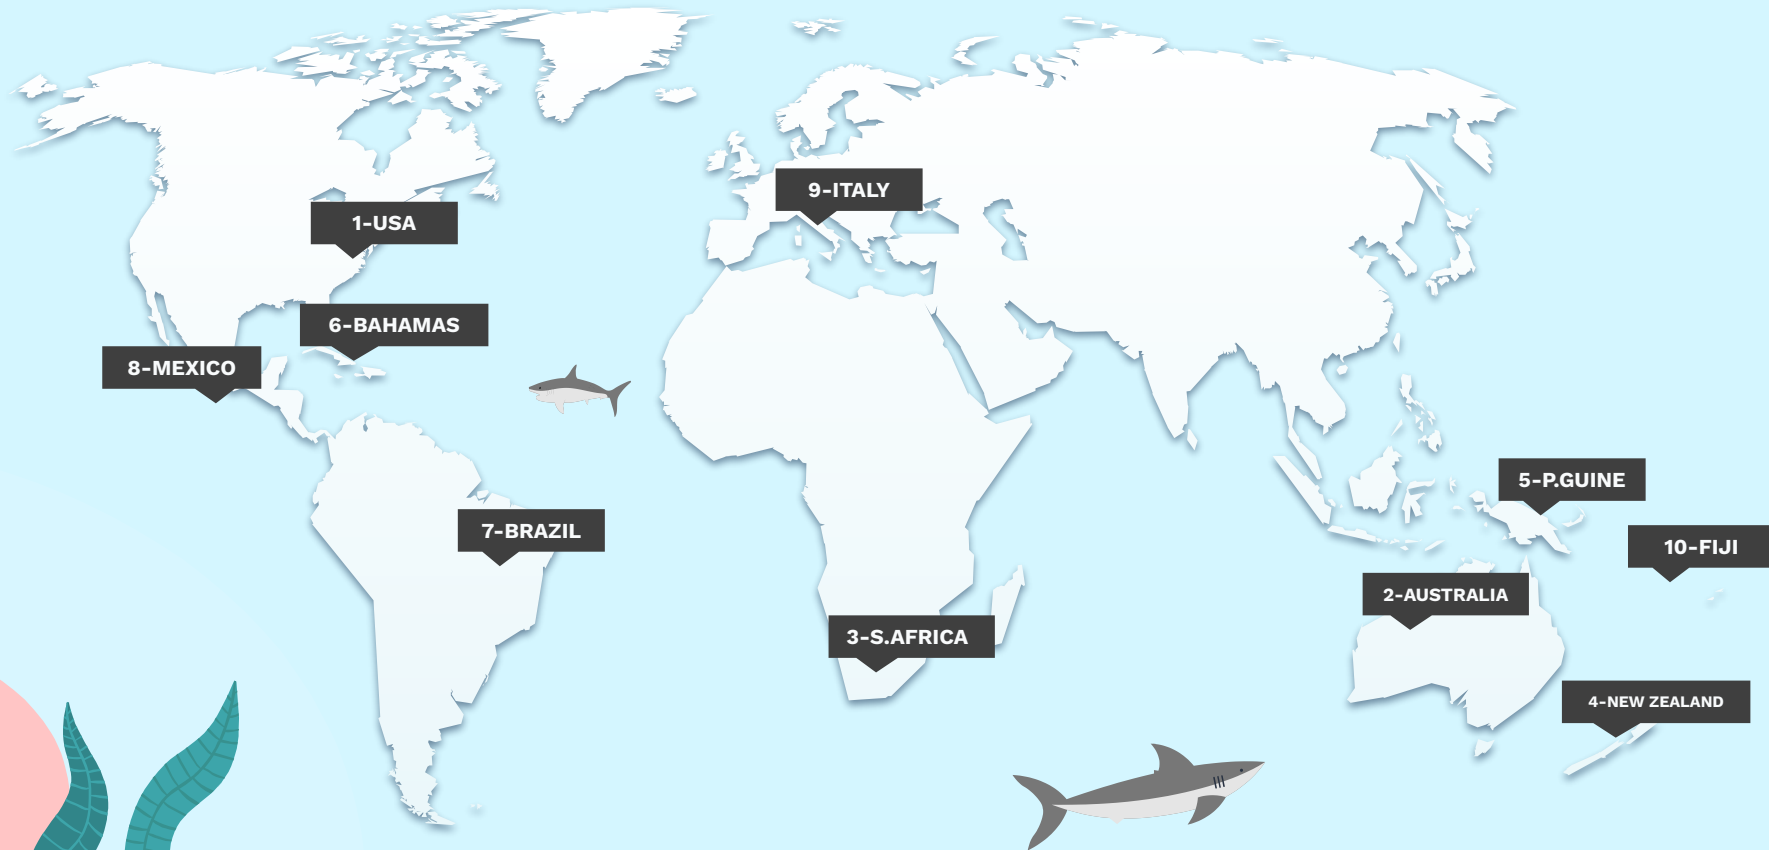 9-ITALY
1-USA
6-BAHAMAS
8-MEXICO
5-P.GUINE
7-BRAZIL
10-FIJI
2-AUSTRALIA
3-S.AFRICA
4-NEW ZEALAND